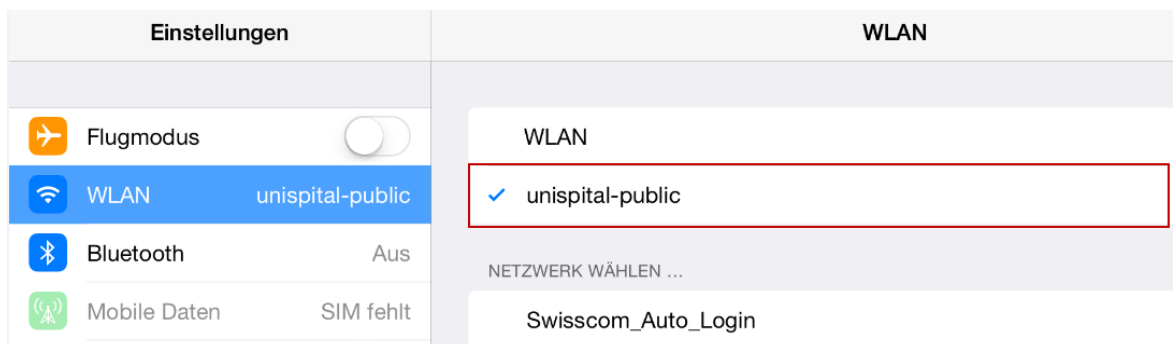 Einstellungen
WLAN
Flugmodus
WLAN unispital-public
Bluetooth Aus
Mobile Daten SIM fehlt
WLAN
unispital-public
NETZWERK WÄHLEN ...
Swisscom_Auto_Login